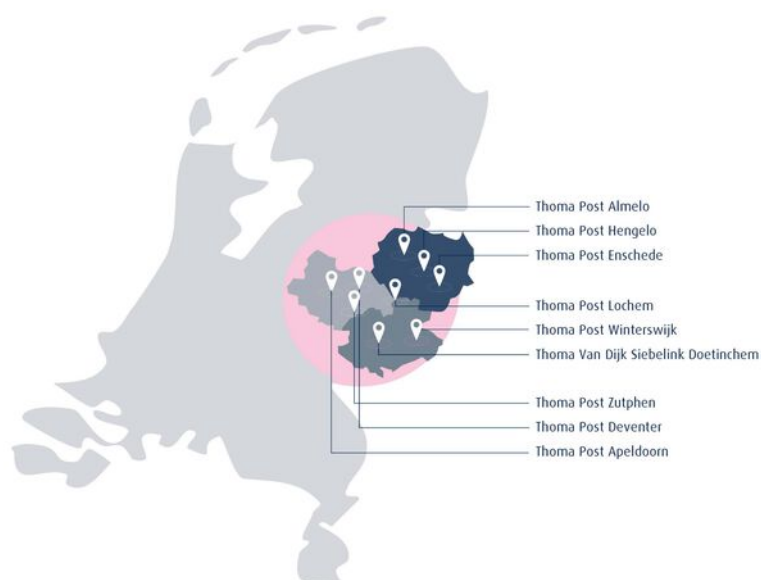 Thoma Post Almelo
Thoma Post Hengelo
Thoma Post Enschede
Thoma Post Lochem
Thoma Post Winterswijk
Thoma Van Dijk Siebelink Doetinchem
Thoma Post Zutphen
Thoma Post Deventer
Thoma Post Apeldoorn